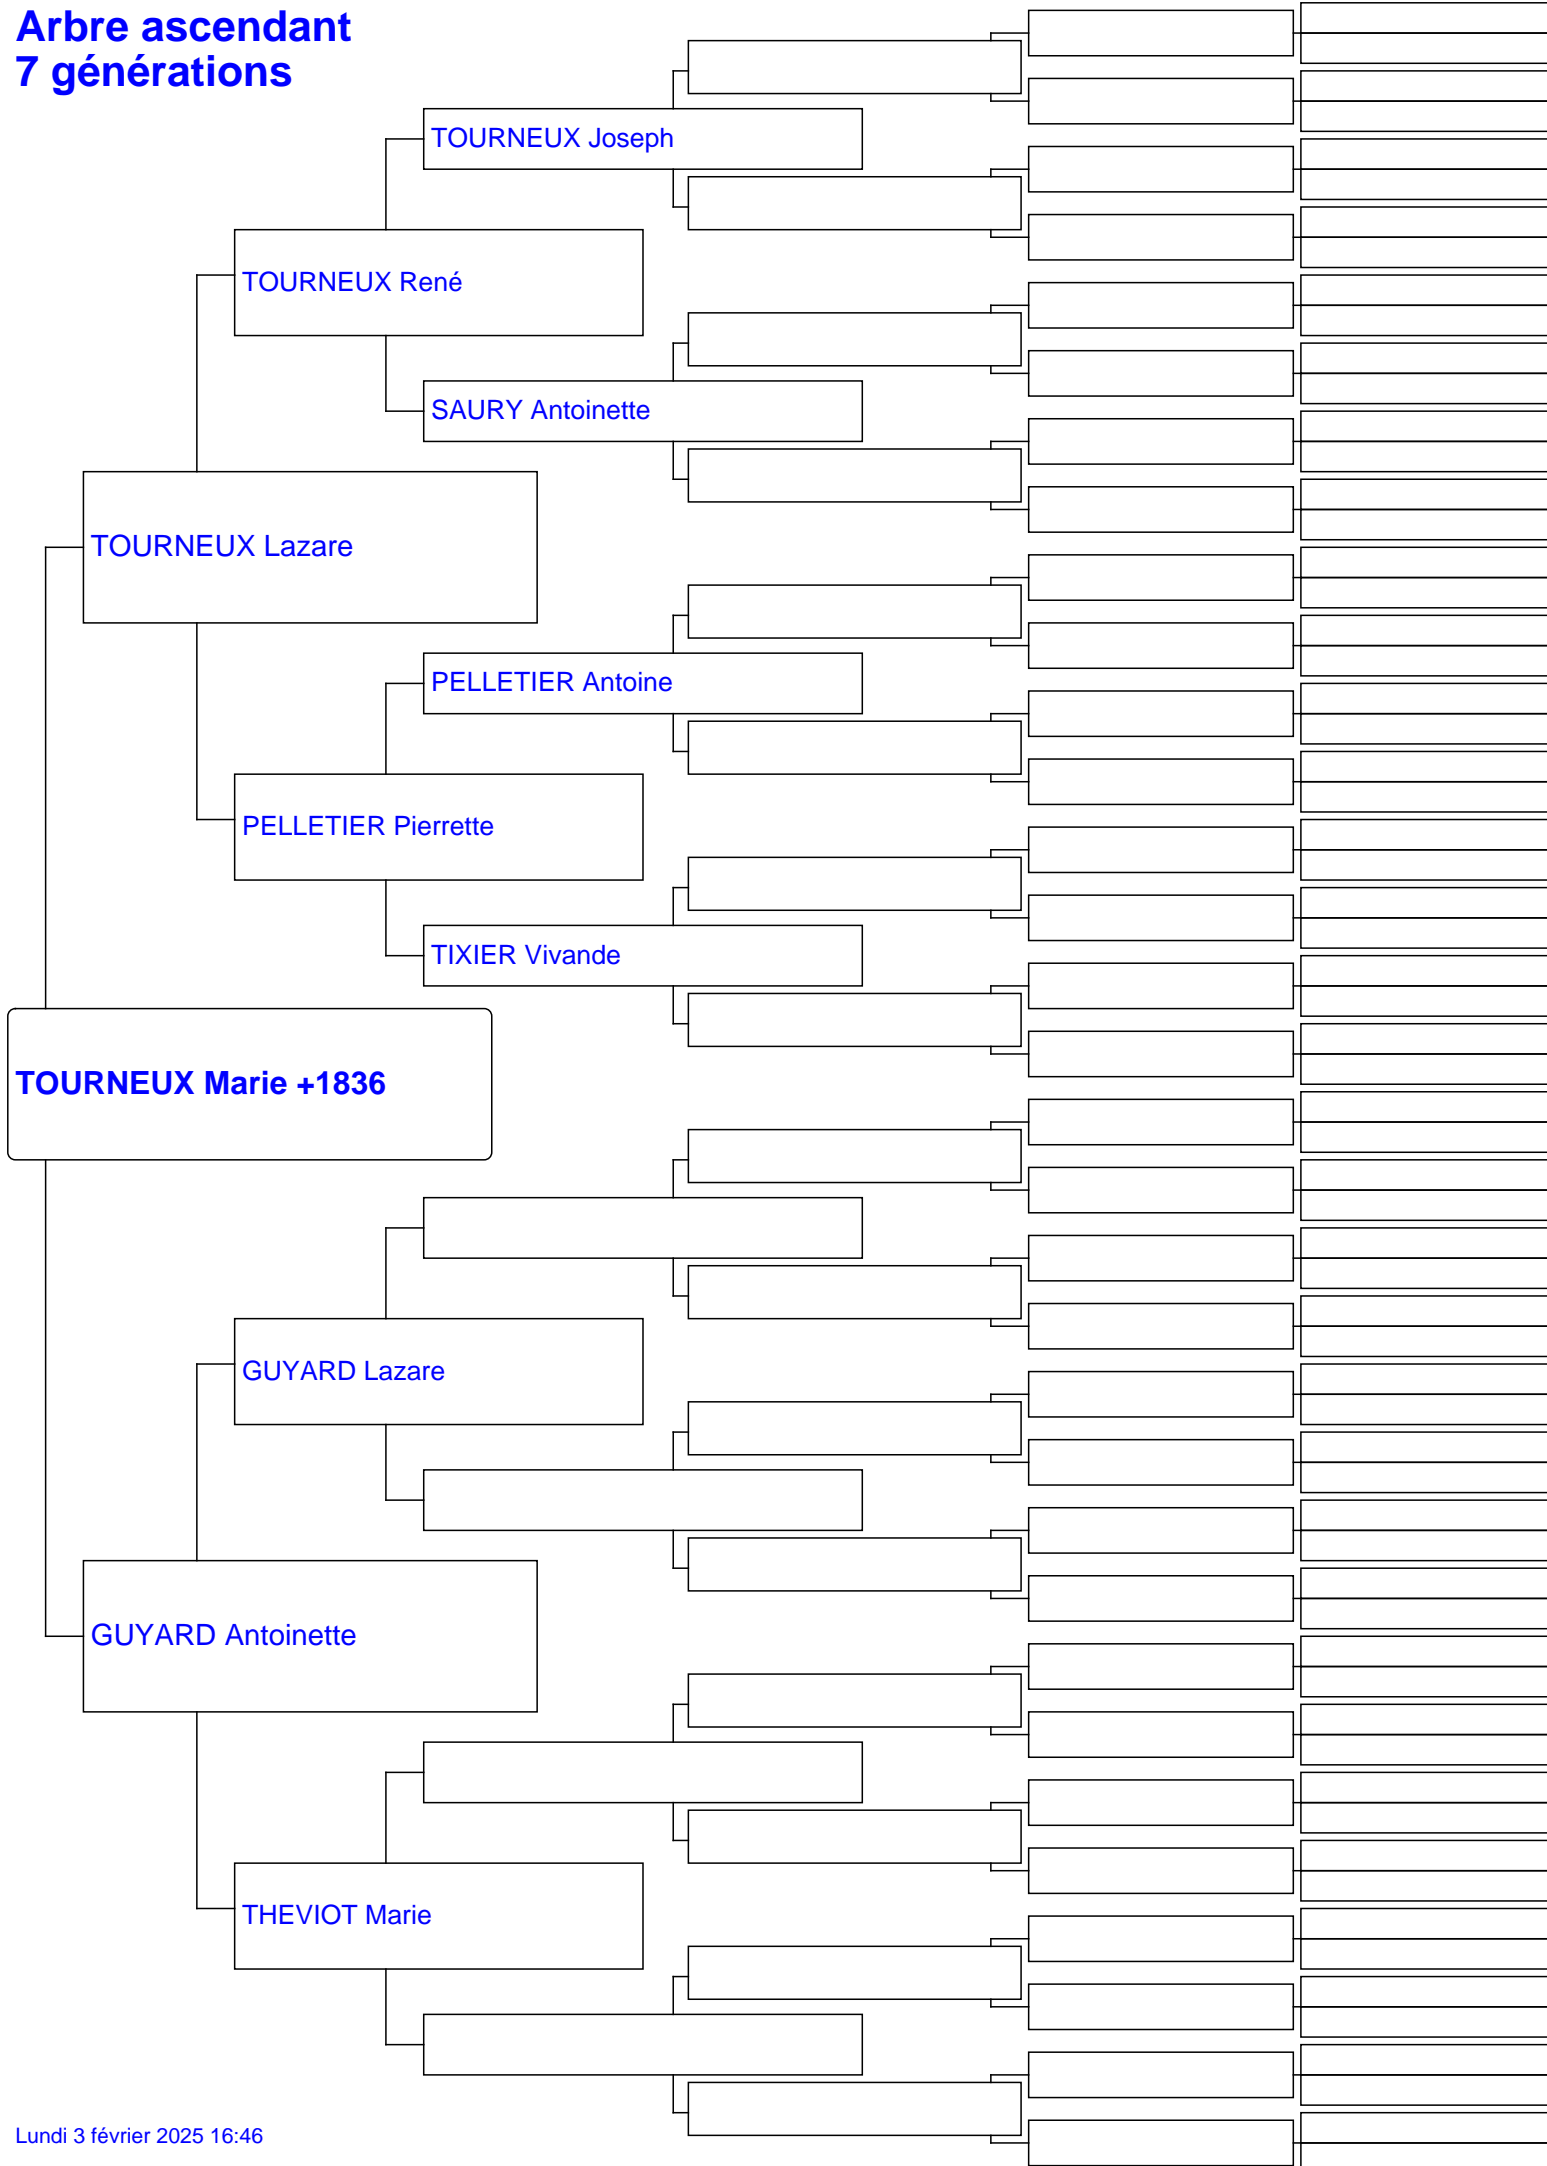 Arbre ascendant
7 générations
TOURNEUX Joseph
TOURNEUX René
SAURY Antoinette
TOURNEUX Lazare
PELLETIER Antoine
PELLETIER Pierrette
TIXIER Vivande
TOURNEUX Marie +1836
GUYARD Lazare
GUYARD Antoinette
THEVIOT Marie
Lundi 3 février 2025 16:46